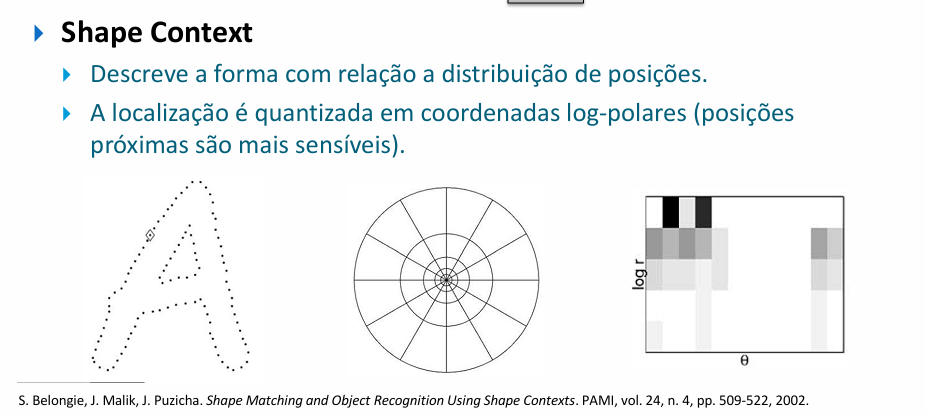 Shape Context
Descreve a forma com relação a distribuição de posições.
A localização é quantizada em coordenadas log-polares (posições
próximas são mais sensíveis).
log r
θ
S. Belongie, J. Malik, J. Puzicha. Shape Matching and Object Recognition Using Shape Contexts. PAMI, vol. 24, n. 4, pp. 509-522, 2002.